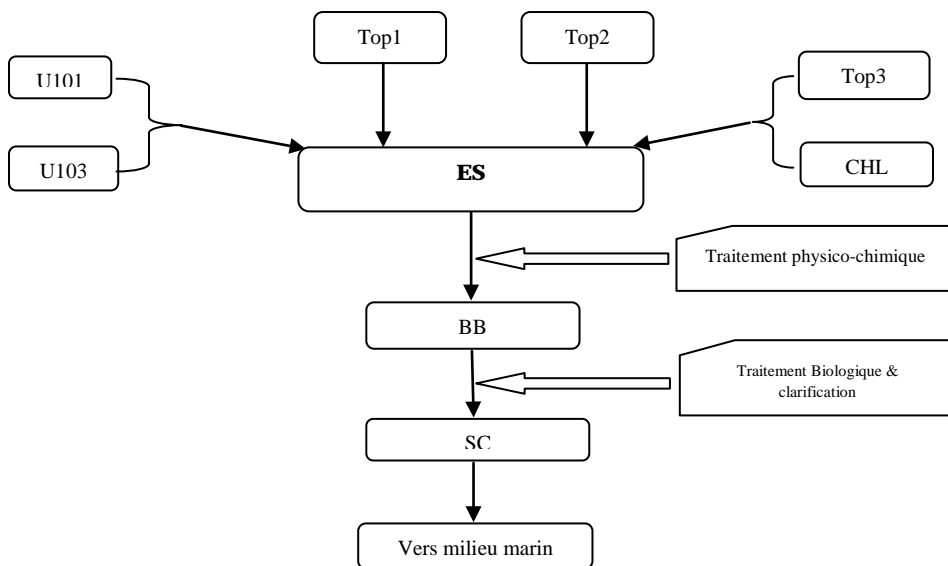 Top1
Top2
U101
Top3
U103
CHL
ES
Traitement physico-chimique
BB
Traitement Biologique &
clarification
SC
Vers milieu marin